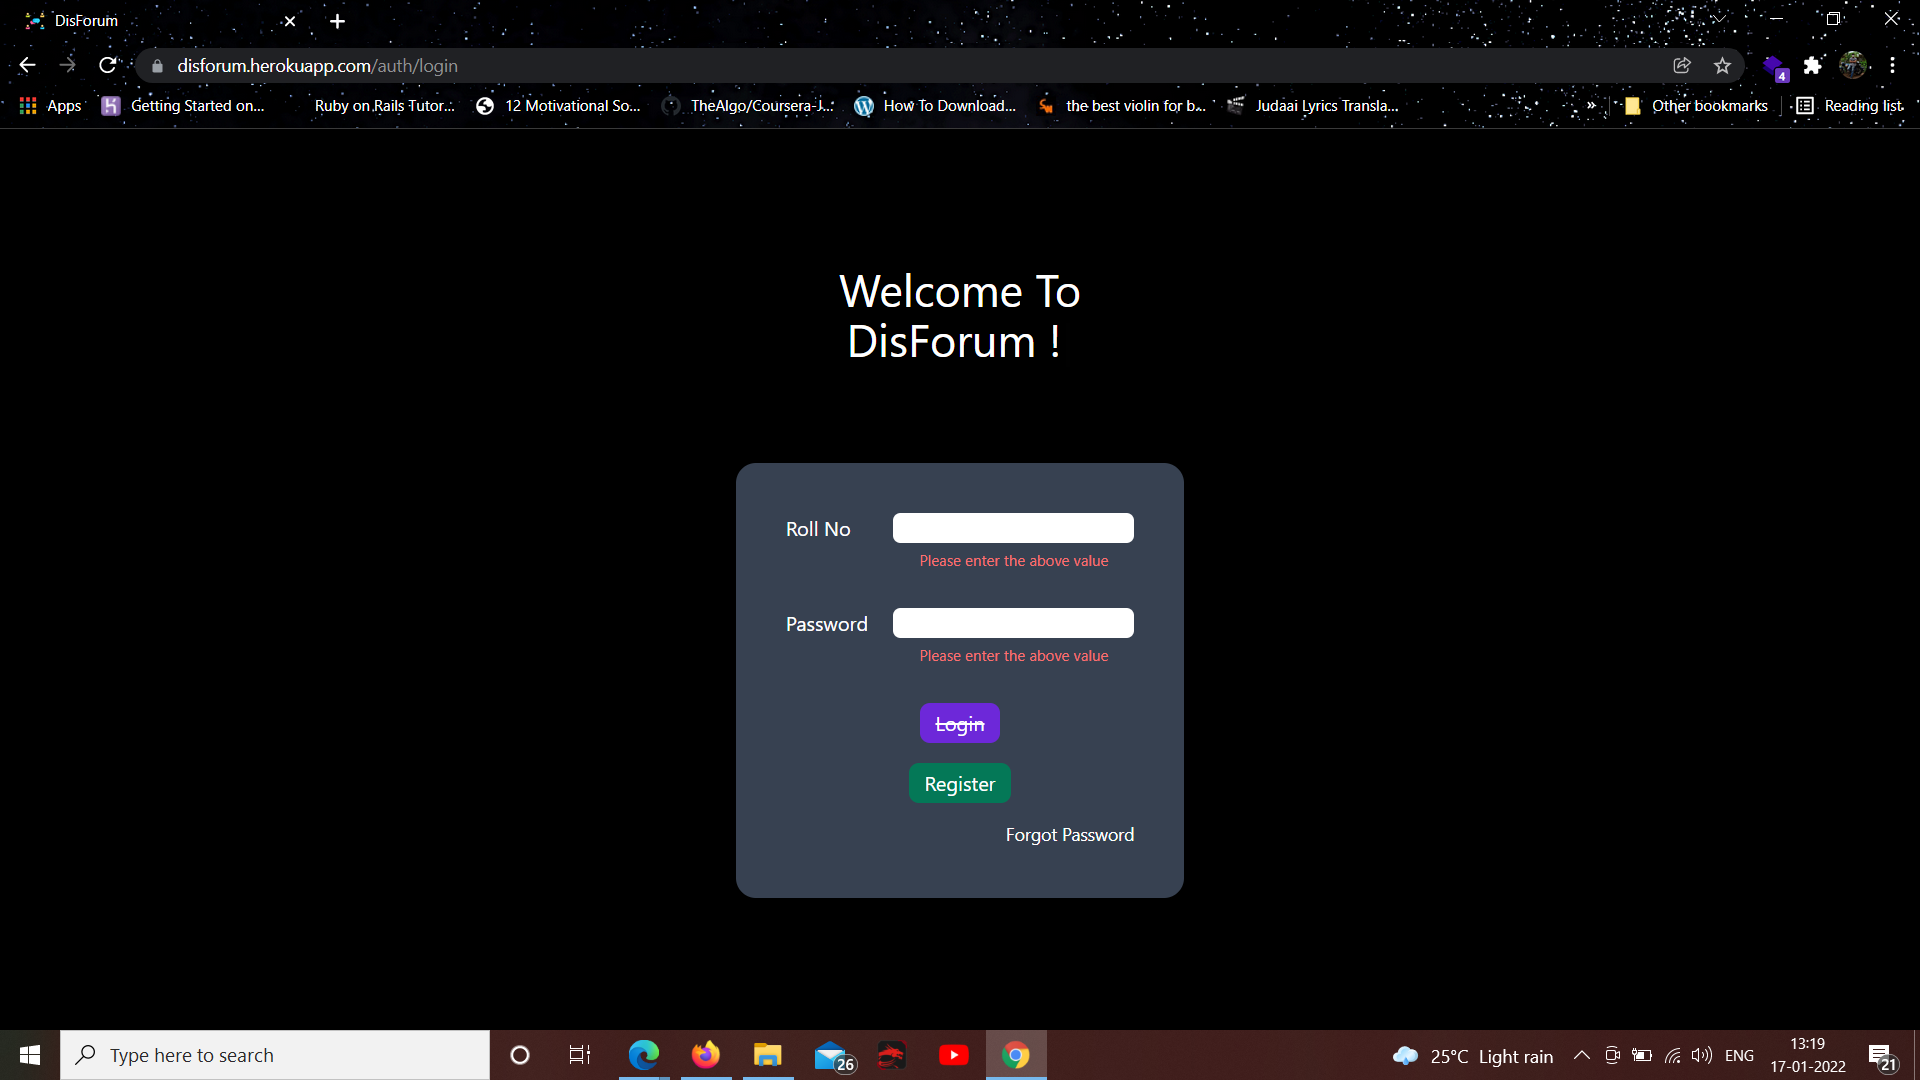 DisForum
disforum.herokuapp.com/auth/login
4
Apps
Getting Started on...
Ruby on Rails Tutor...
12 Motivational So...
TheAlgo/Coursera-J...
How To Download...
the best violin for b...
Judaai Lyrics Transla...
»
Other bookmarks
Reading list
Welcome To
DisForum !
Roll No
Please enter the above value
Password
Please enter the above value
Login
Register
Forgot Password
Type here to search
26
25°C Light rain
ENG
13:19
17-01-2022
21